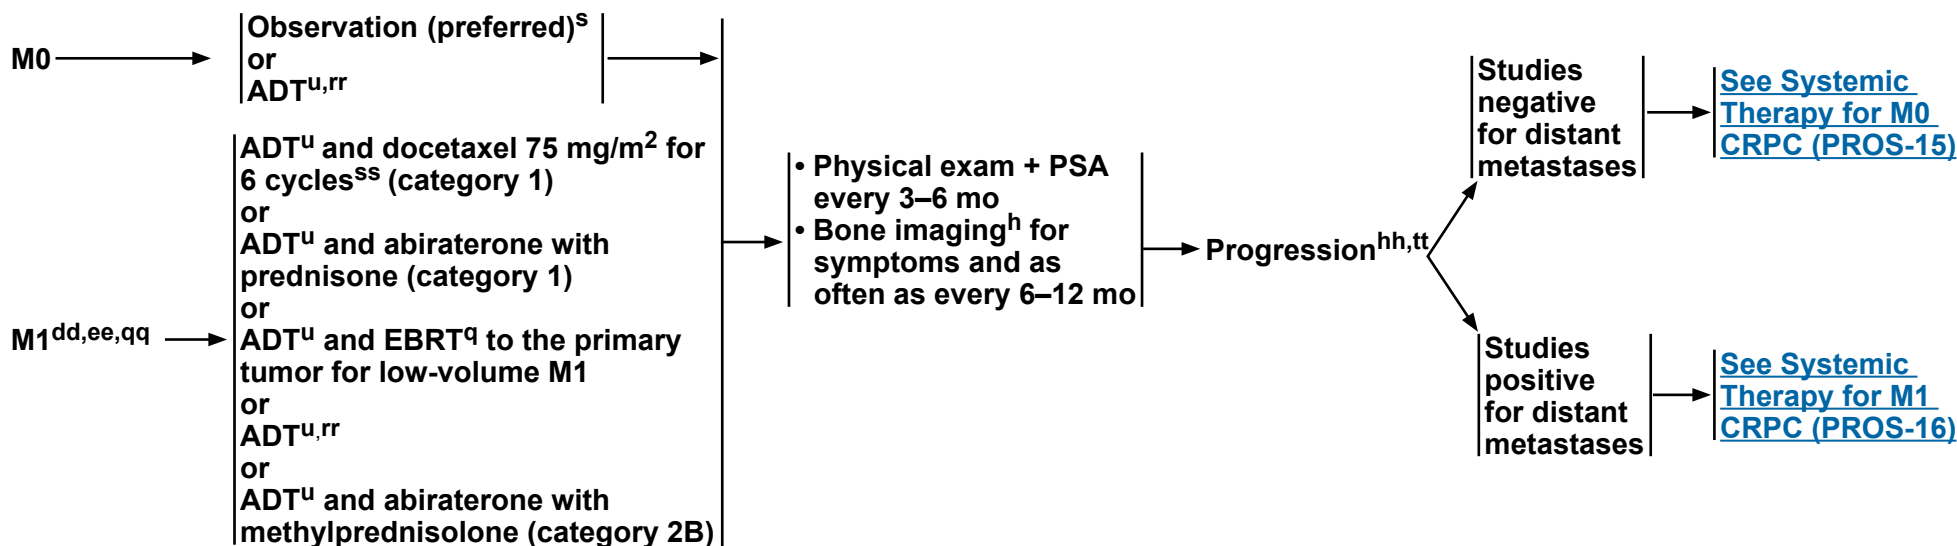 M0
Observation (preferred)s
or
ADTu,rr
M1dd,ee,qq
ADTu and docetaxel 75 mg/m2 for
6 cyclesss (category 1)
or
ADTu and abiraterone with
prednisone (category 1)
or
ADTu and EBRTq to the primary
tumor for low-volume M1
or
ADTu,rr
or
ADTu and abiraterone with
methylprednisolone (category 2B)
• Physical exam + PSA
every 3–6 mo
• Bone imagingh for
symptoms and as
often as every 6–12 mo
Progressionhh,tt
Studies
negative
for distant
metastases
See Systemic
Therapy for M0
CRPC (PROS-15)
Studies
positive
for distant
metastases
See Systemic
Therapy for M1
CRPC (PROS-16)